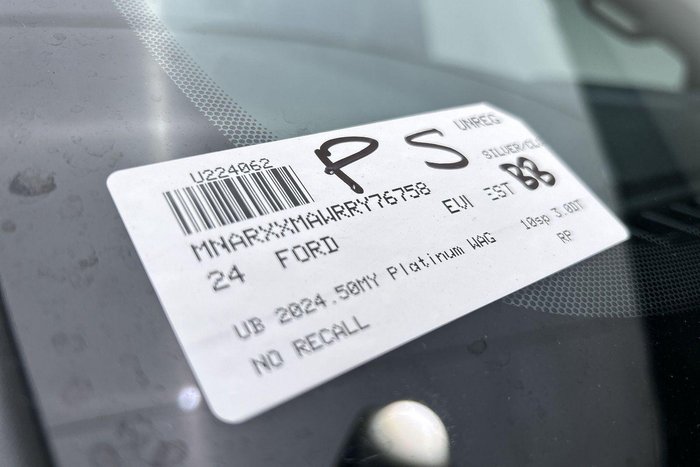 U224062 PS UNREG
SILVER/CL
MNARXXMAWRRY76758 EVI EST BB
24 FORD
UB 2024.50MY Platinum WAG 10sp 3.0DT
NO RECALL RP